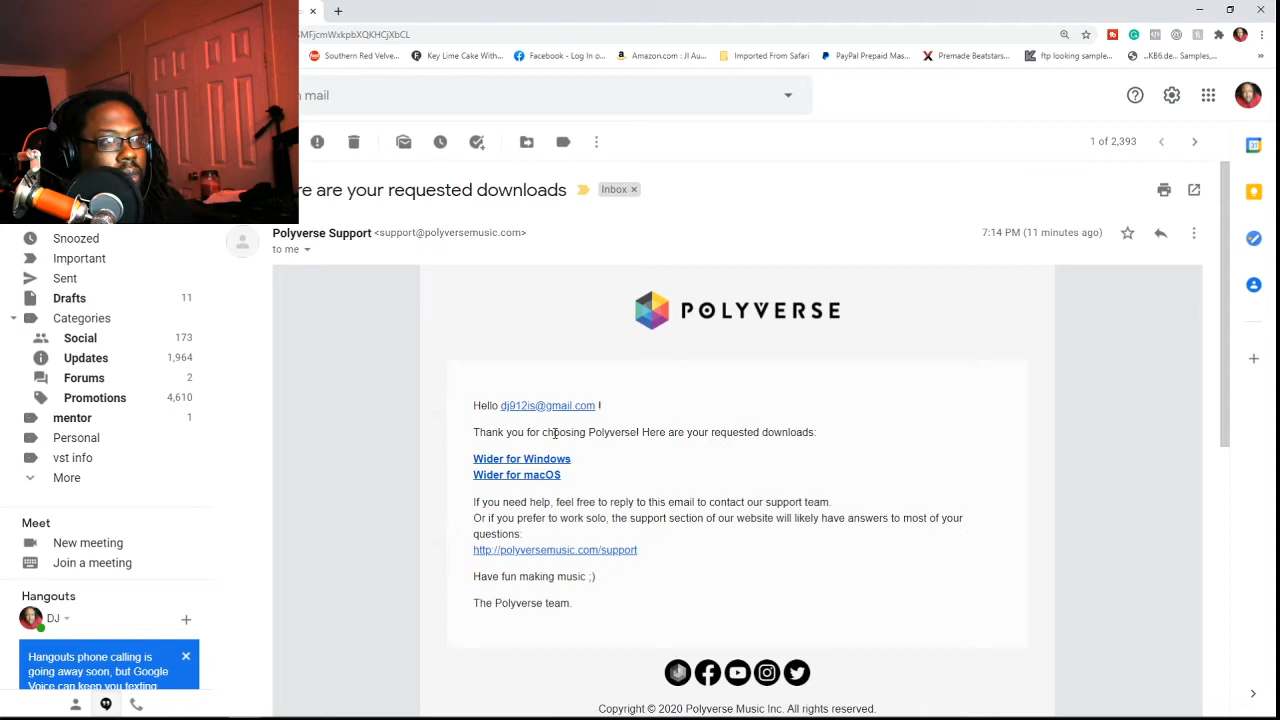 SMFjcmWxkpbXQKHCjXbCL
Southern Red Velve... Key Lime Cake With... Facebook - Log In o... Amazon.com : JI Au... Imported From Safari PayPal Prepaid Mas... Premade Beatstars... ftp looking sample... ..:KB6.de... Samples,... »
n mail
1 of 2,393
re are your requested downloads Inbox ×
Polyverse Support <support@polyversemusic.com> 7:14 PM (11 minutes ago)
to me
Snoozed
Important
Sent
Drafts 11
Categories
Social 173
Updates 1,964
Forums 2
Promotions 4,610
mentor 1
Personal
vst info
More
Meet
New meeting
Join a meeting
Hangouts
DJ
Hangouts phone calling is
going away soon, but Google
Voice can keep you texting
POLYVERSE
Hello dj912is@gmail.com !
Thank you for choosing Polyverse! Here are your requested downloads:
Wider for Windows
Wider for macOS
If you need help, feel free to reply to this email to contact our support team.
Or if you prefer to work solo, the support section of our website will likely have answers to most of your
questions:
http://polyversemusic.com/support
Have fun making music ;)
The Polyverse team.
Copyright © 2020 Polyverse Music Inc. All rights reserved.